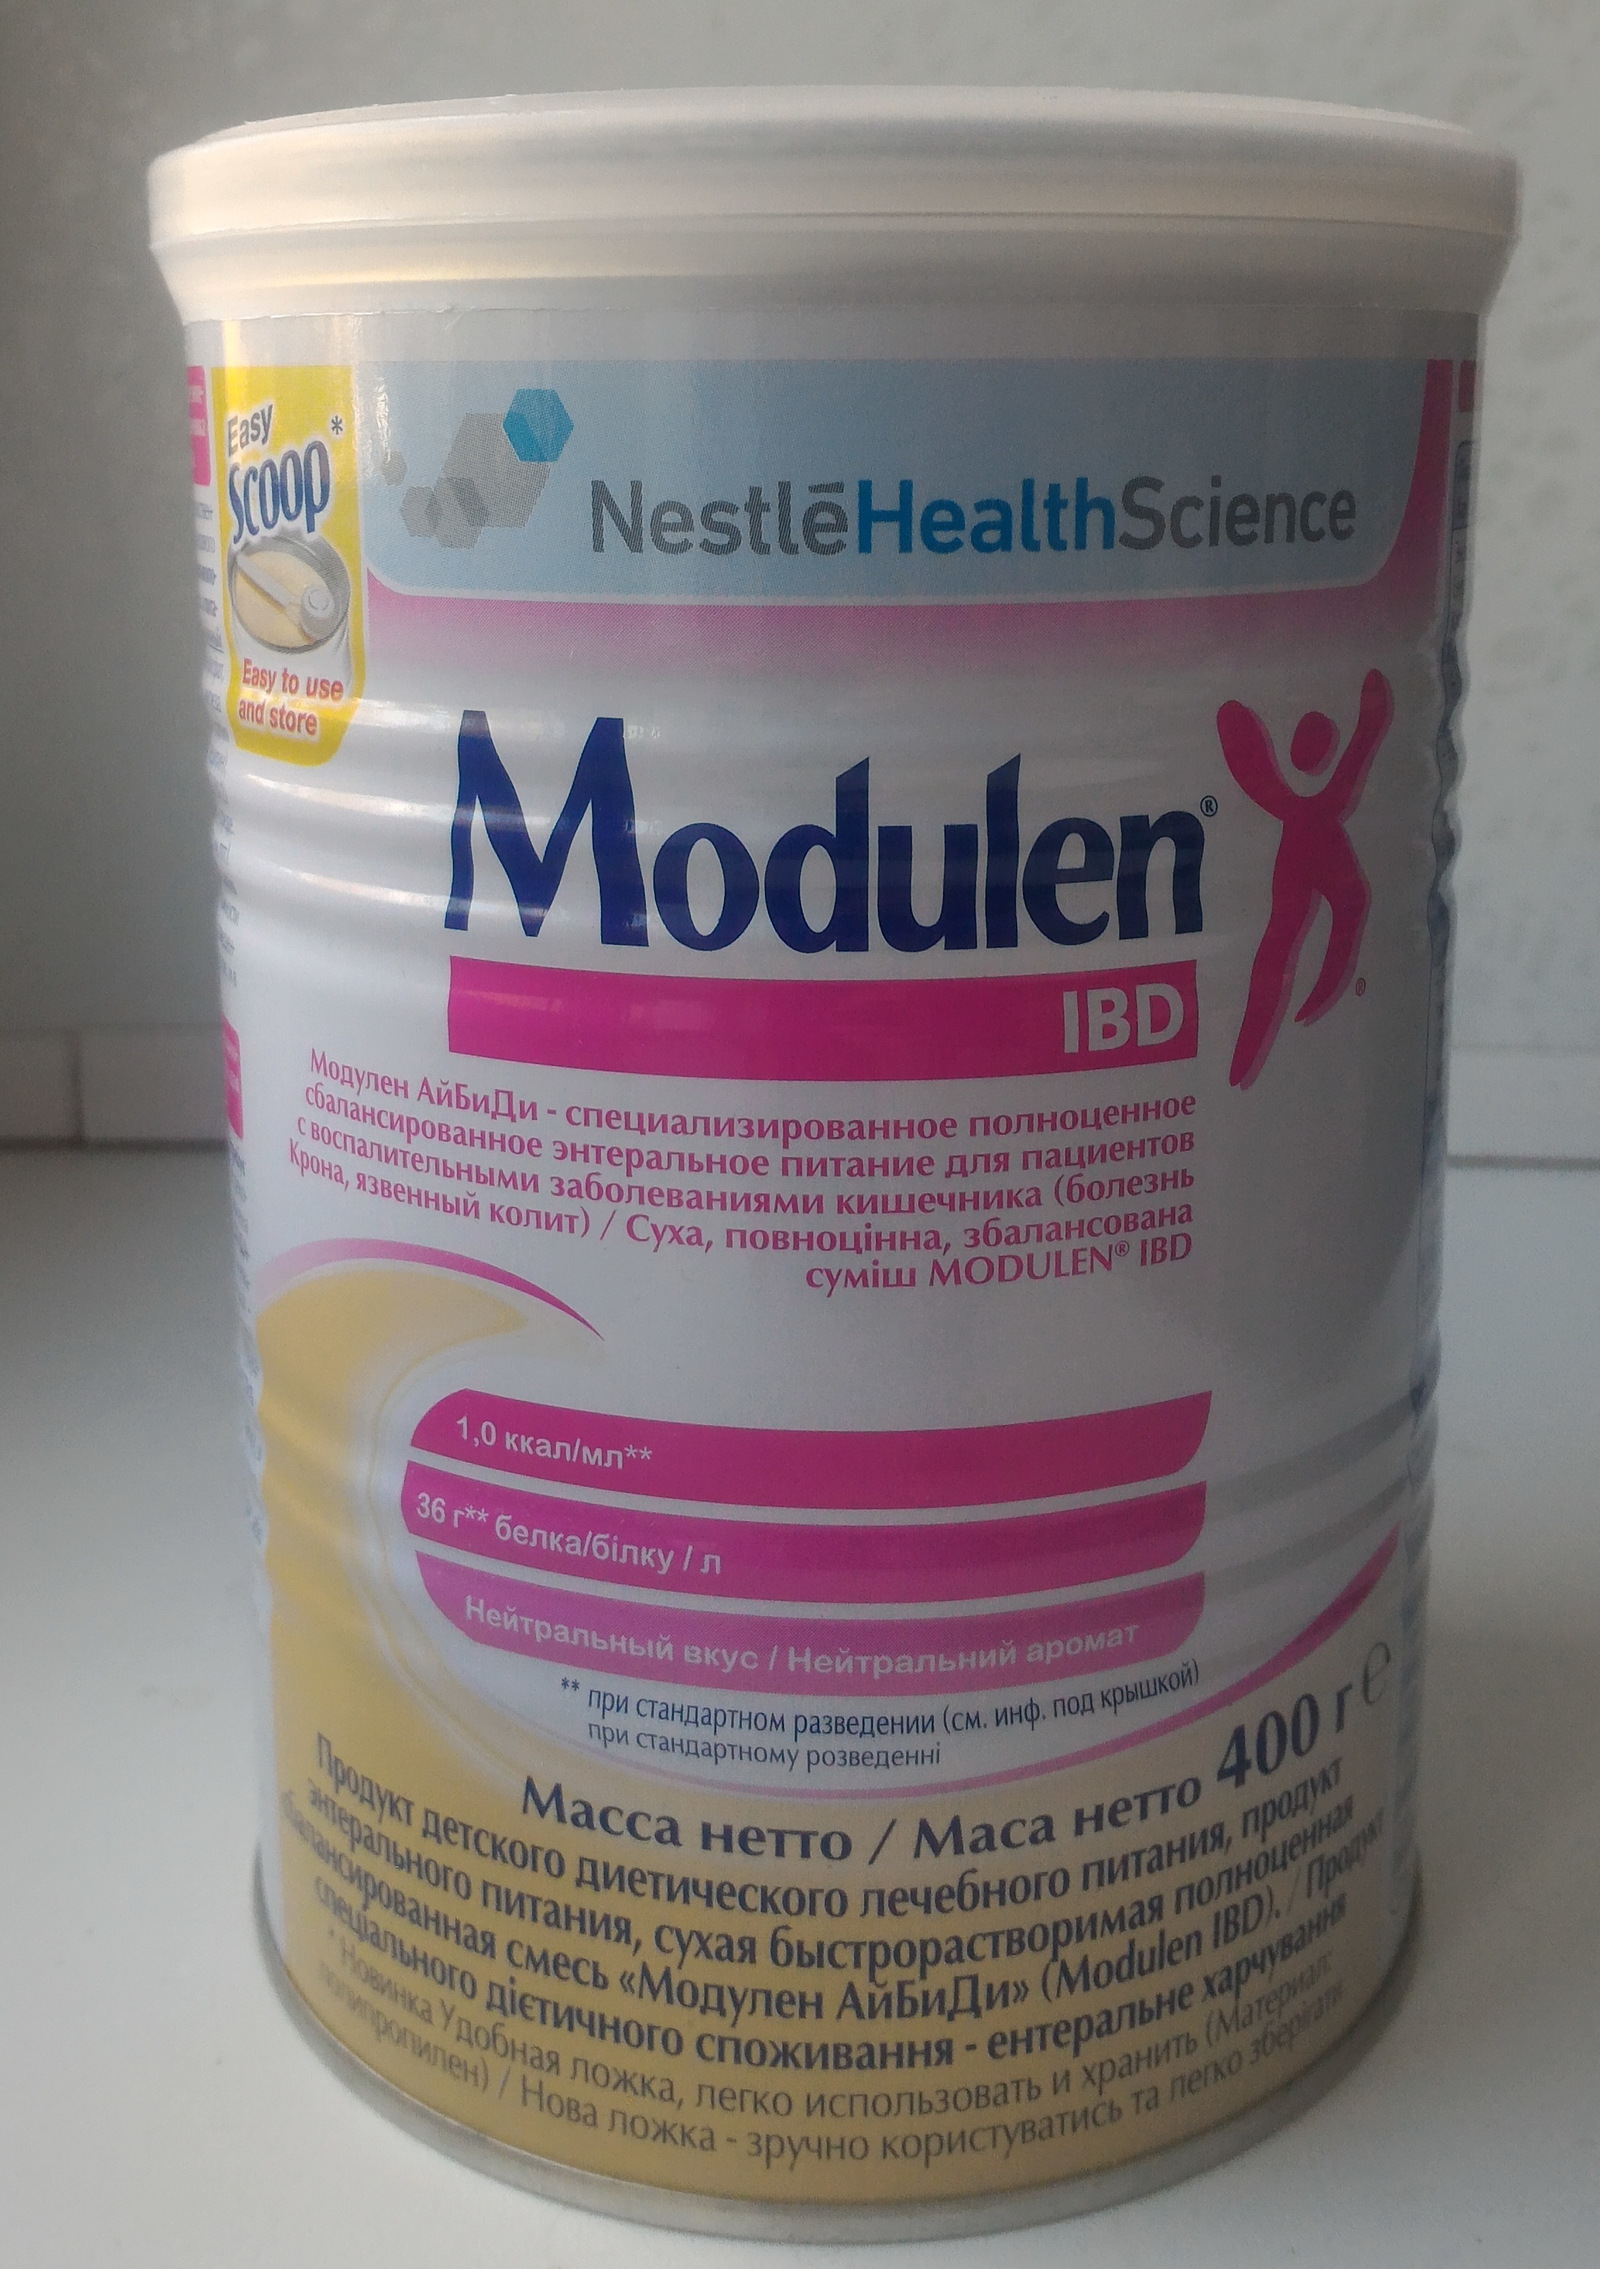 Easy
Scoop*
Easy to use
and store
NestléHealthScience
Modulen®
IBD
®
Модулен АйБиДи - специализированное полноценное
сбалансированное энтеральное питание для пациентов
с воспалительными заболеваниями кишечника (болезнь
Крона, язвенный колит) / Суха, повноцінна, збалансована
суміш MODULEN® IBD
1,0 ккал/мл**
36 г** белка/білку / л
Нейтральный вкус / Нейтральний аромат
** при стандартном разведении (см. инф. под крышкой)
при стандартному розведенні
Масса нетто / Маса нетто 400 г ℮
Продукт детского диетического лечебного питания, продукт
энтерального питания, сухая быстрорастворимая полноценная
сбалансированная смесь «Модулен АйБиДи» (Modulen IBD). / Продукт
спеціального дієтичного споживання - ентеральне харчування
* Новинка Удобная ложка, легко использовать и хранить (Материал:
полипропилен) / Нова ложка - зручно користуватись та легко зберігати